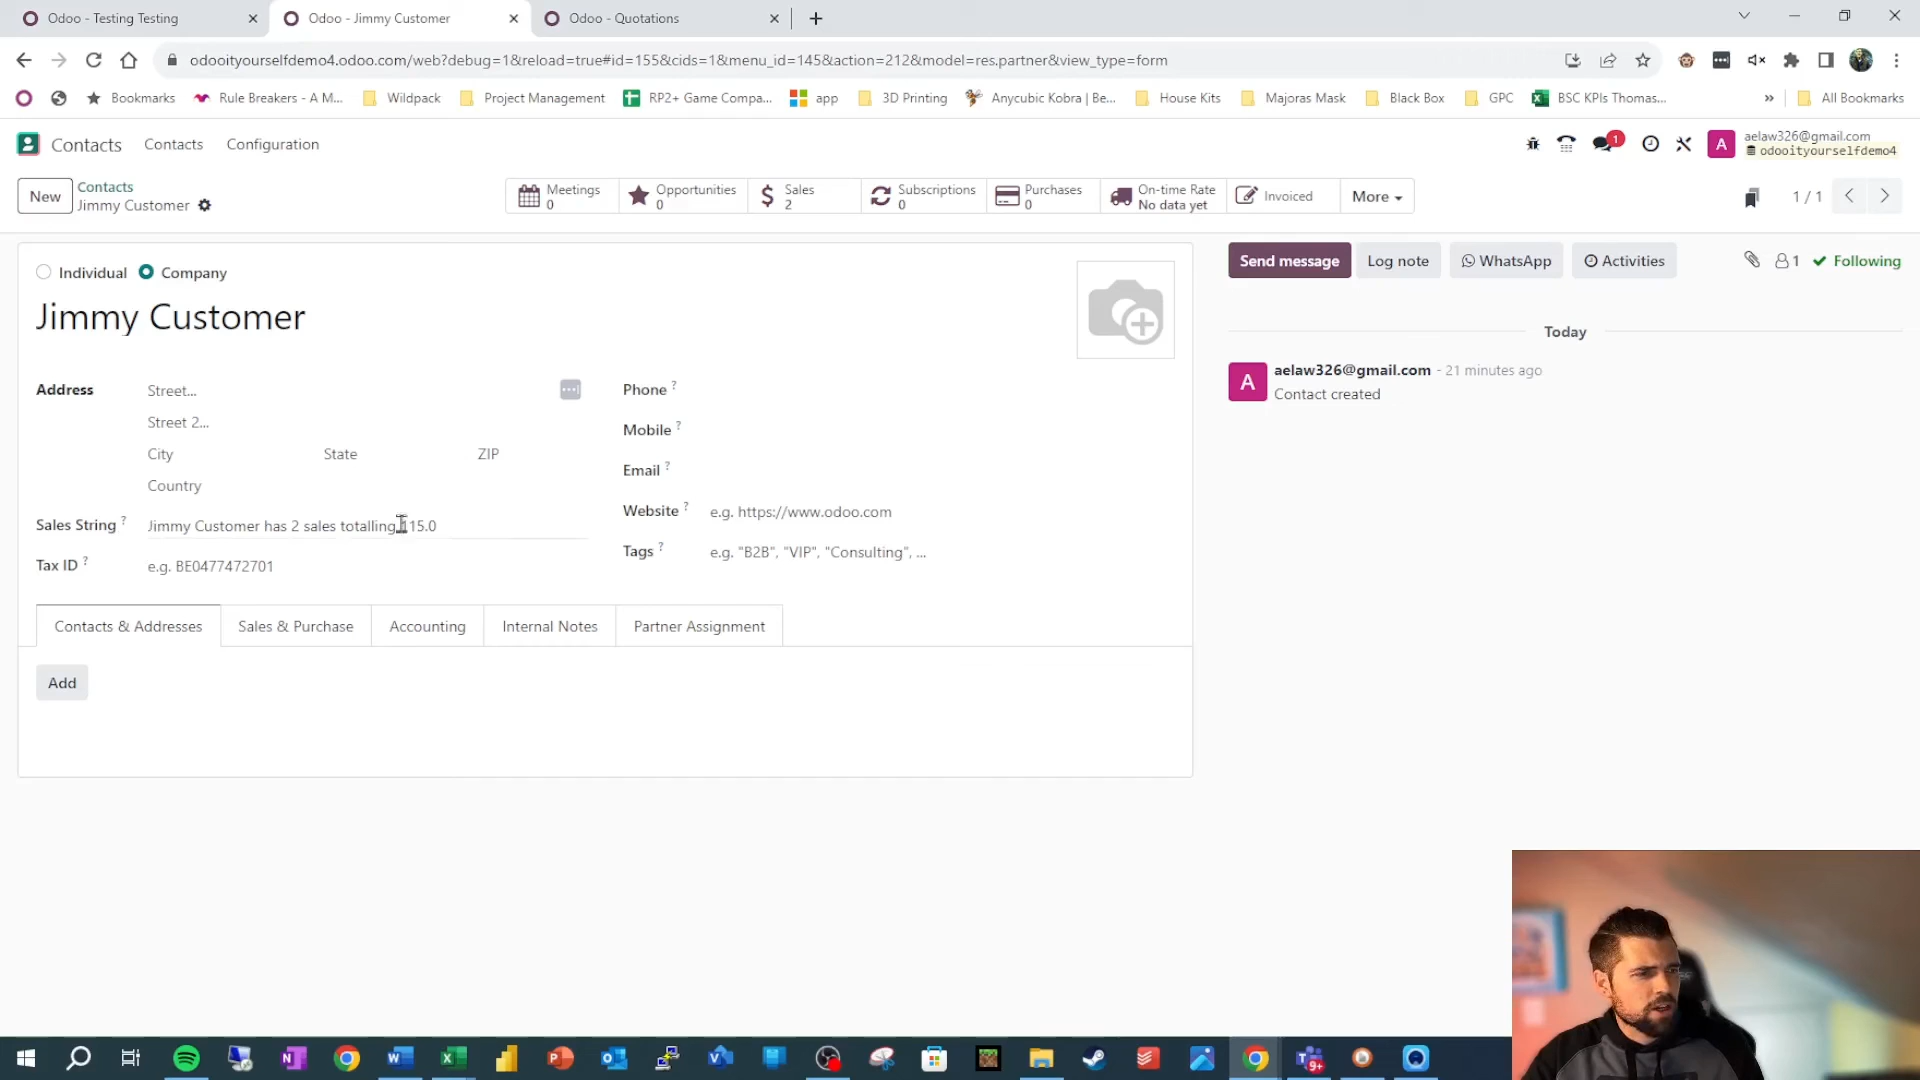 Odoo - Testing Testing
Odoo - Jimmy Customer
Odoo - Quotations
odooityourselfdemo4.odoo.com/web?debug=1&reload=true#id=155&cids=1&menu_id=145&action=212&model=res.partner&view_type=form
Bookmarks
Rule Breakers - A M...
Wildpack
Project Management
RP2+ Game Compa...
app
3D Printing
Anycubic Kobra | Be...
House Kits
Majoras Mask
Black Box
GPC
BSC KPIs Thomas...
»
All Bookmarks
Contacts
Contacts
Configuration
1
A
aelaw326@gmail.com
odooityourselfdemo4
New
Contacts
Jimmy Customer
Meetings
0
Opportunities
0
Sales
2
Subscriptions
0
Purchases
0
On-time Rate
No data yet
Invoiced
More
1 / 1
Individual
Company
Jimmy Customer
Send message
Log note
WhatsApp
Activities
1
Following
Today
A
aelaw326@gmail.com - 21 minutes ago
Contact created
Address
Street...
Street 2...
City
State
ZIP
Country
Sales String ?
Jimmy Customer has 2 sales totalling
Tax ID ?
e.g. BE0477472701
Phone ?
Mobile ?
Email ?
Website ?
e.g. https://www.odoo.com
Tags ?
e.g. "B2B", "VIP", "Consulting", ...
Contacts & Addresses
Sales & Purchase
Accounting
Internal Notes
Partner Assignment
Add
9+